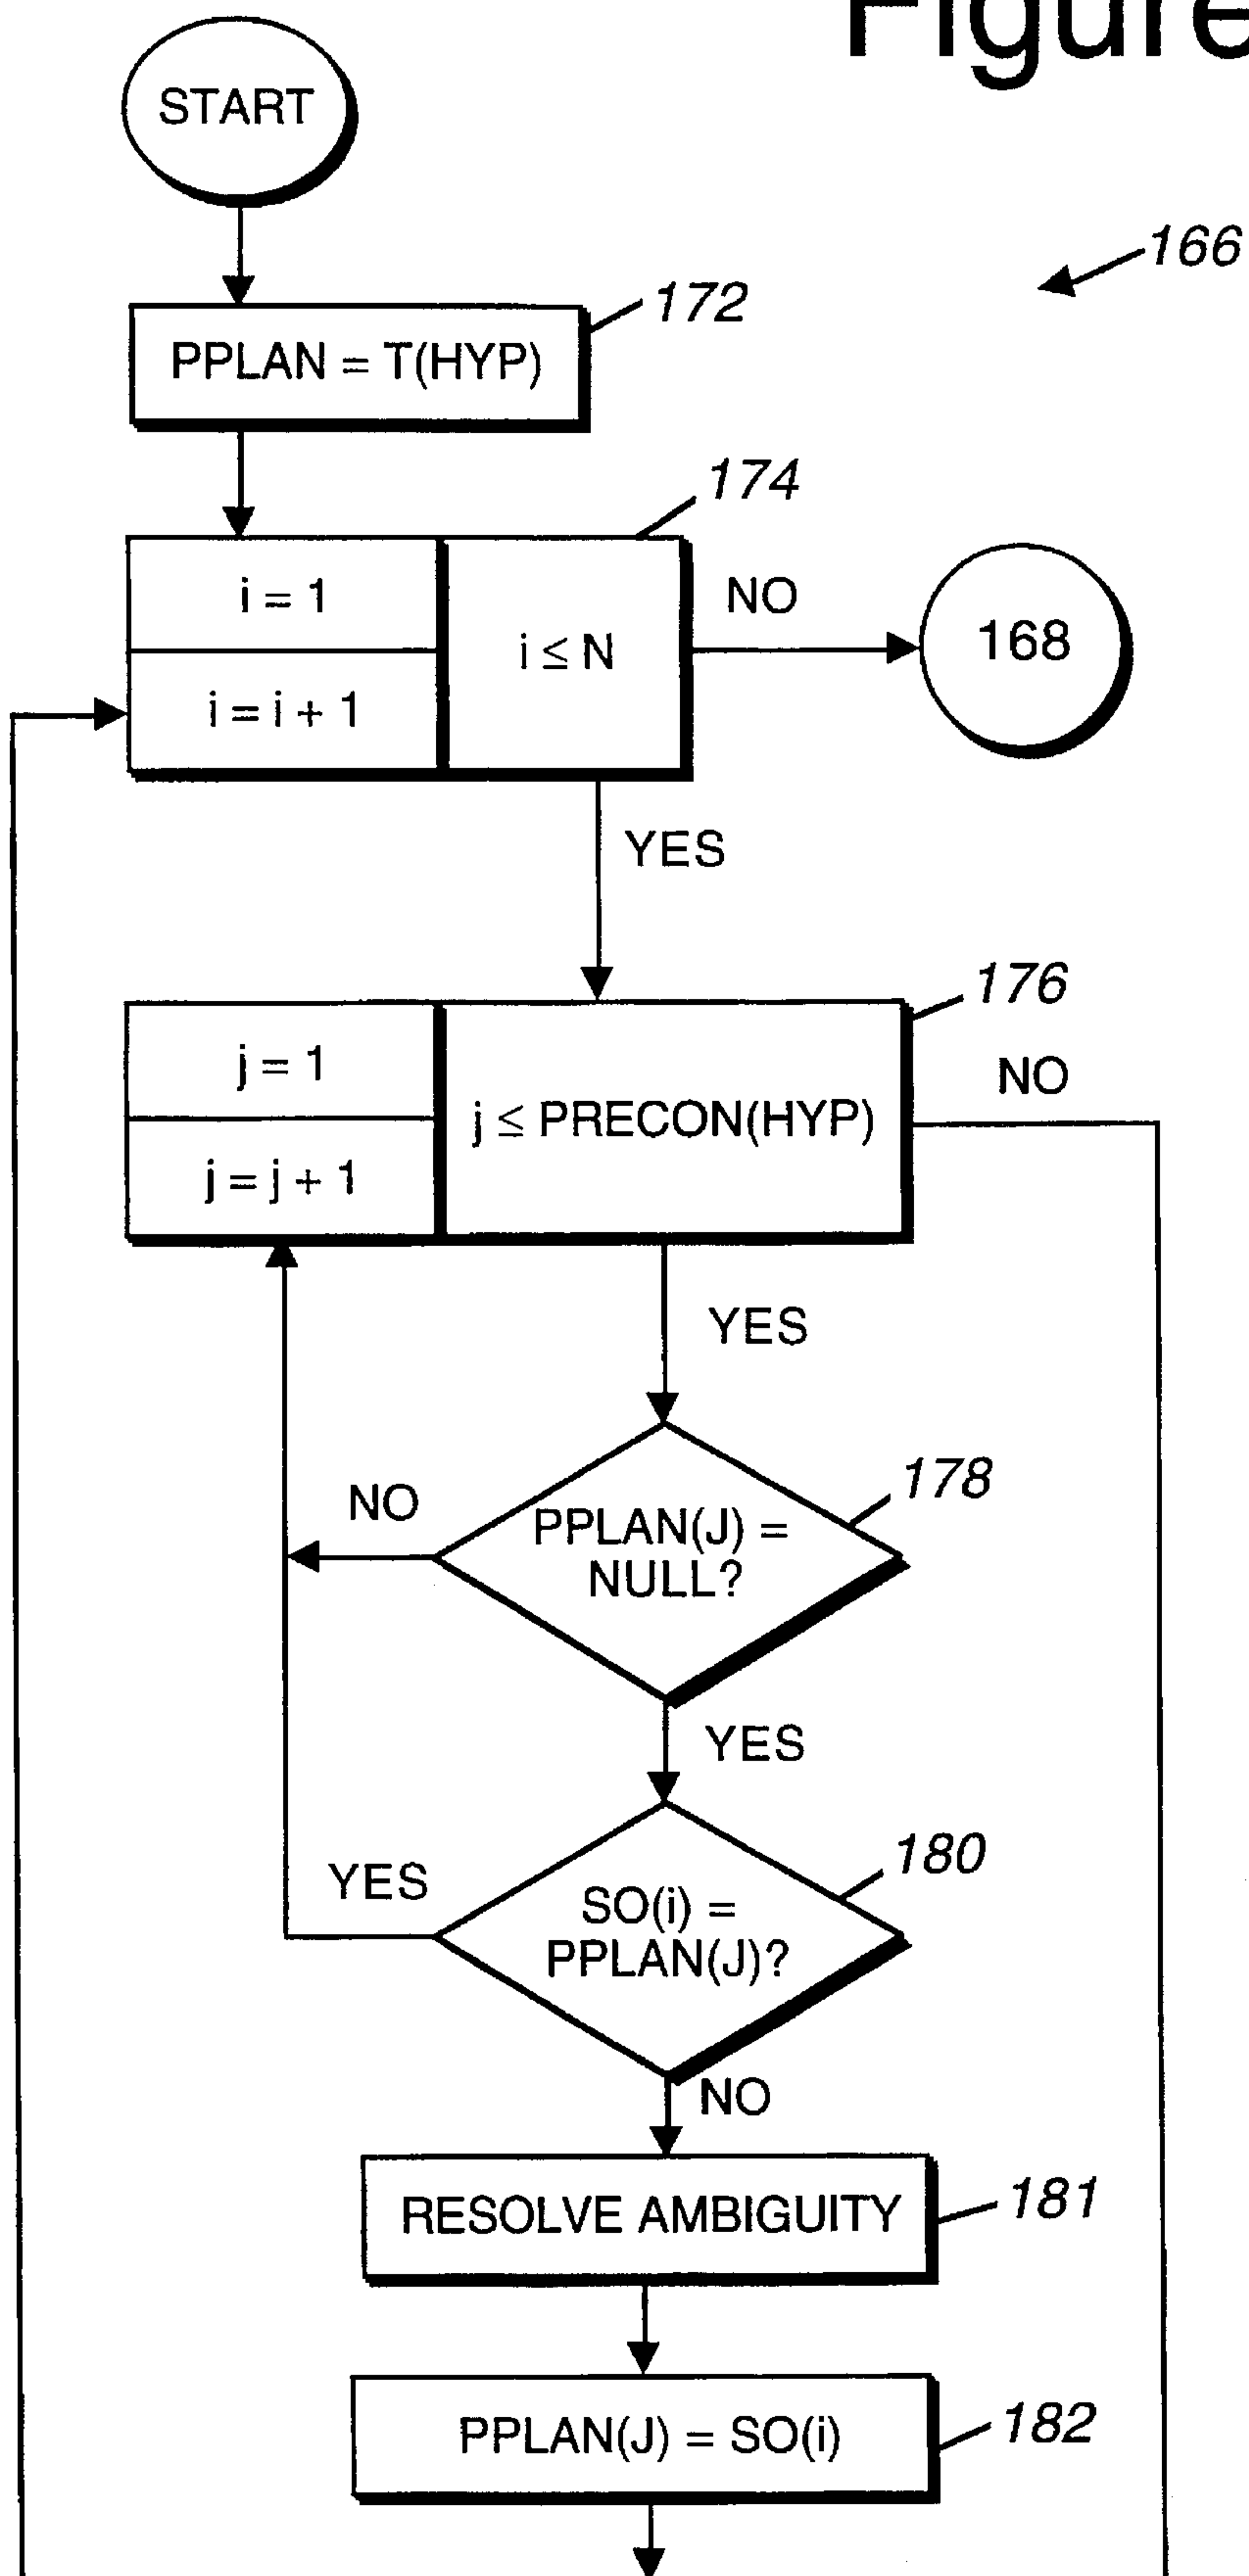 Figure
START
166
172
PPLAN = T(HYP)
174
i = 1
i ≤ N
NO
168
i = i + 1
YES
176
j = 1
j ≤ PRECON(HYP)
NO
j = j + 1
YES
178
NO
PPLAN(J) =
NULL?
YES
180
YES
SO(i) =
PPLAN(J)?
NO
181
RESOLVE AMBIGUITY
182
PPLAN(J) = SO(i)